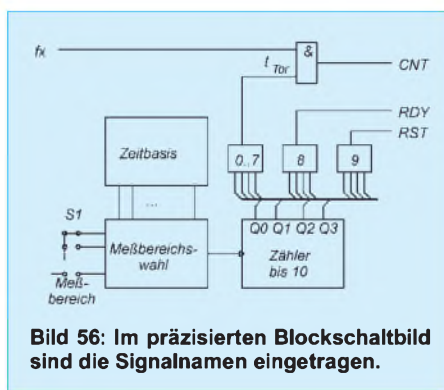 fx
&
t Tor
CNT
RDY
RST
Zeitbasis
0..7
8
9
...
S1
Q0 Q1 Q2 Q3
Meßbereichs-
wahl
Zähler
bis 10
Meß-
bereich
Bild 56: Im präzisierten Blockschaltbild
sind die Signalnamen eingetragen.